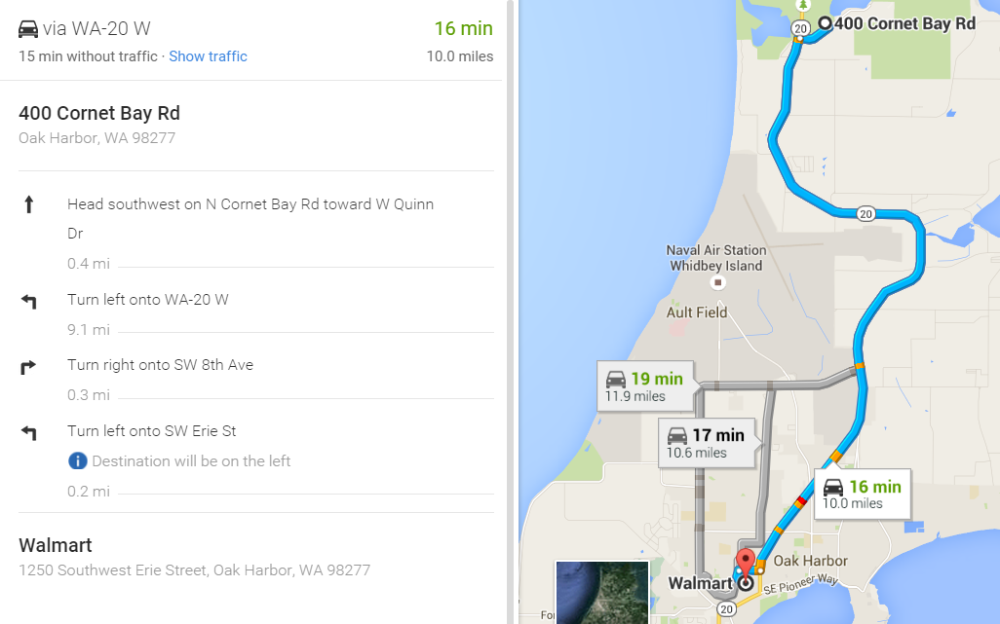 via WA-20 W
16 min
15 min without traffic · Show traffic
10.0 miles
400 Cornet Bay Rd
Oak Harbor, WA 98277
Head southwest on N Cornet Bay Rd toward W Quinn
Dr
0.4 mi
Turn left onto WA-20 W
9.1 mi
Turn right onto SW 8th Ave
0.3 mi
Turn left onto SW Erie St
i Destination will be on the left
0.2 mi
Walmart
1250 Southwest Erie Street, Oak Harbor, WA 98277
20
400 Cornet Bay Rd
20
Naval Air Station
Whidbey Island
Ault Field
19 min
11.9 miles
17 min
10.6 miles
16 min
10.0 miles
Oak Harbor
Walmart
SE Pioneer Way
20